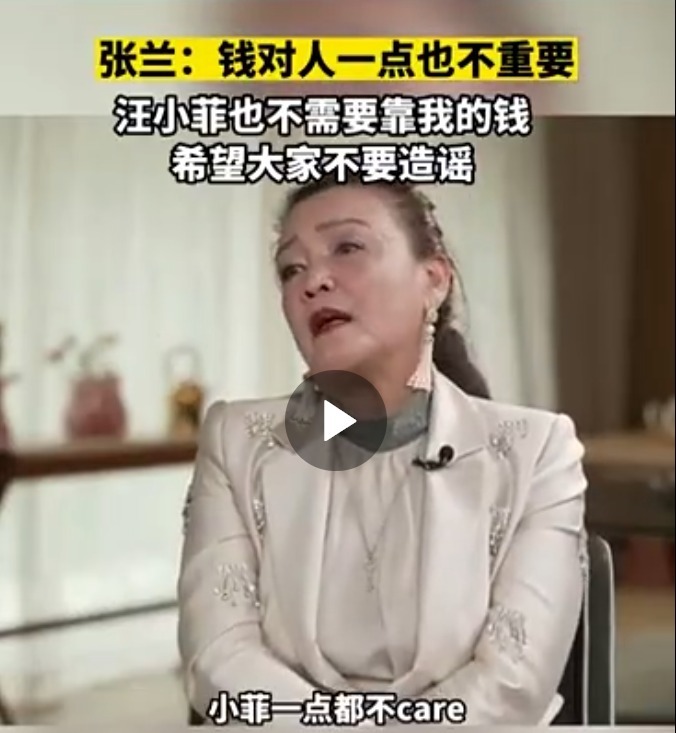 张兰：钱对人一点也不重要
汪小菲也不需要靠我的钱
希望大家不要造谣
小菲一点都不care